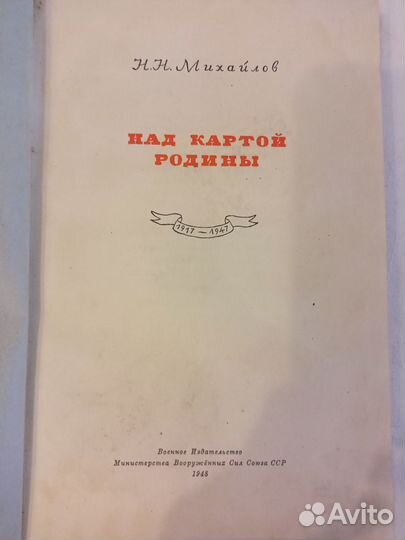 Н.Н. Михайлов
НАД КАРТОЙ
РОДИНЫ
1917 — 1947
Военное Издательство
Министерства Вооружённых Сил Союза ССР
1948
Avito